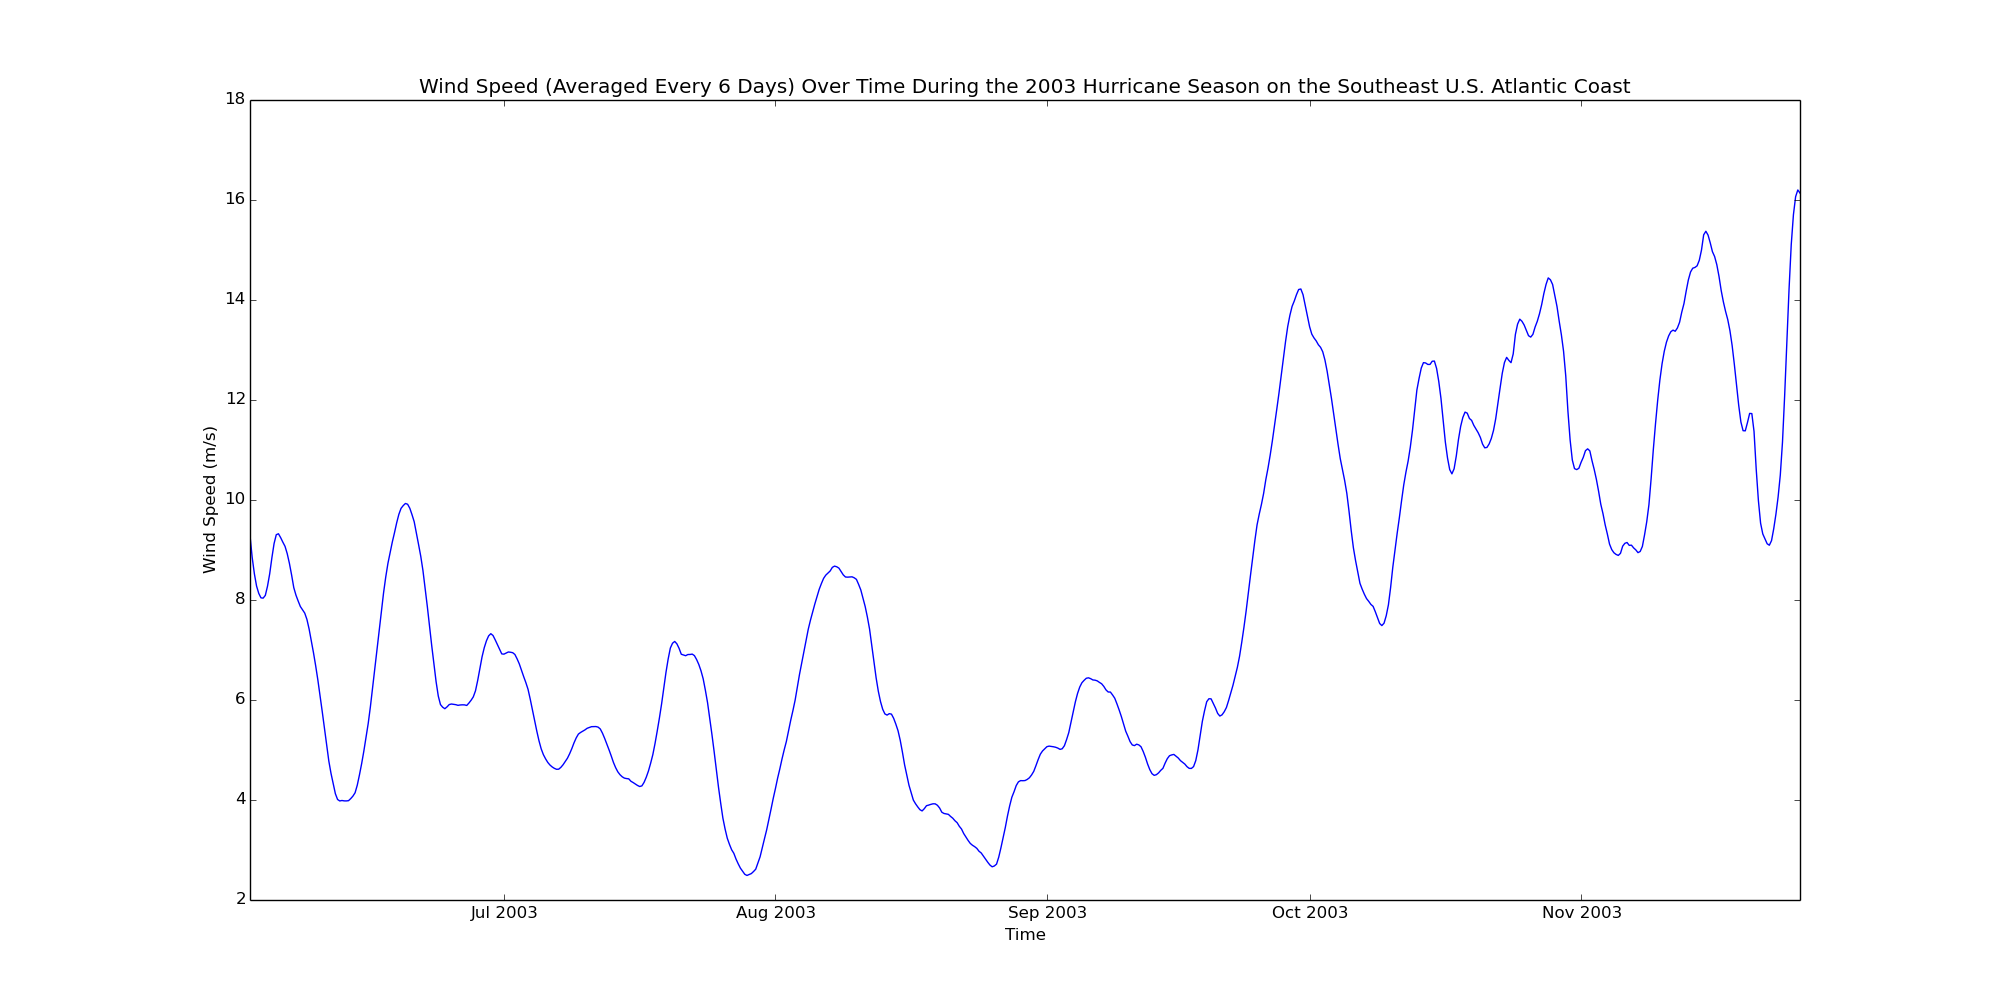 Wind Speed (Averaged Every 6 Days) Over Time During the 2003 Hurricane Season on the Southeast U.S. Atlantic Coast
18
16
14
12
10
8
6
4
2
Wind Speed (m/s)
Jul 2003
Aug 2003
Sep 2003
Oct 2003
Nov 2003
Time